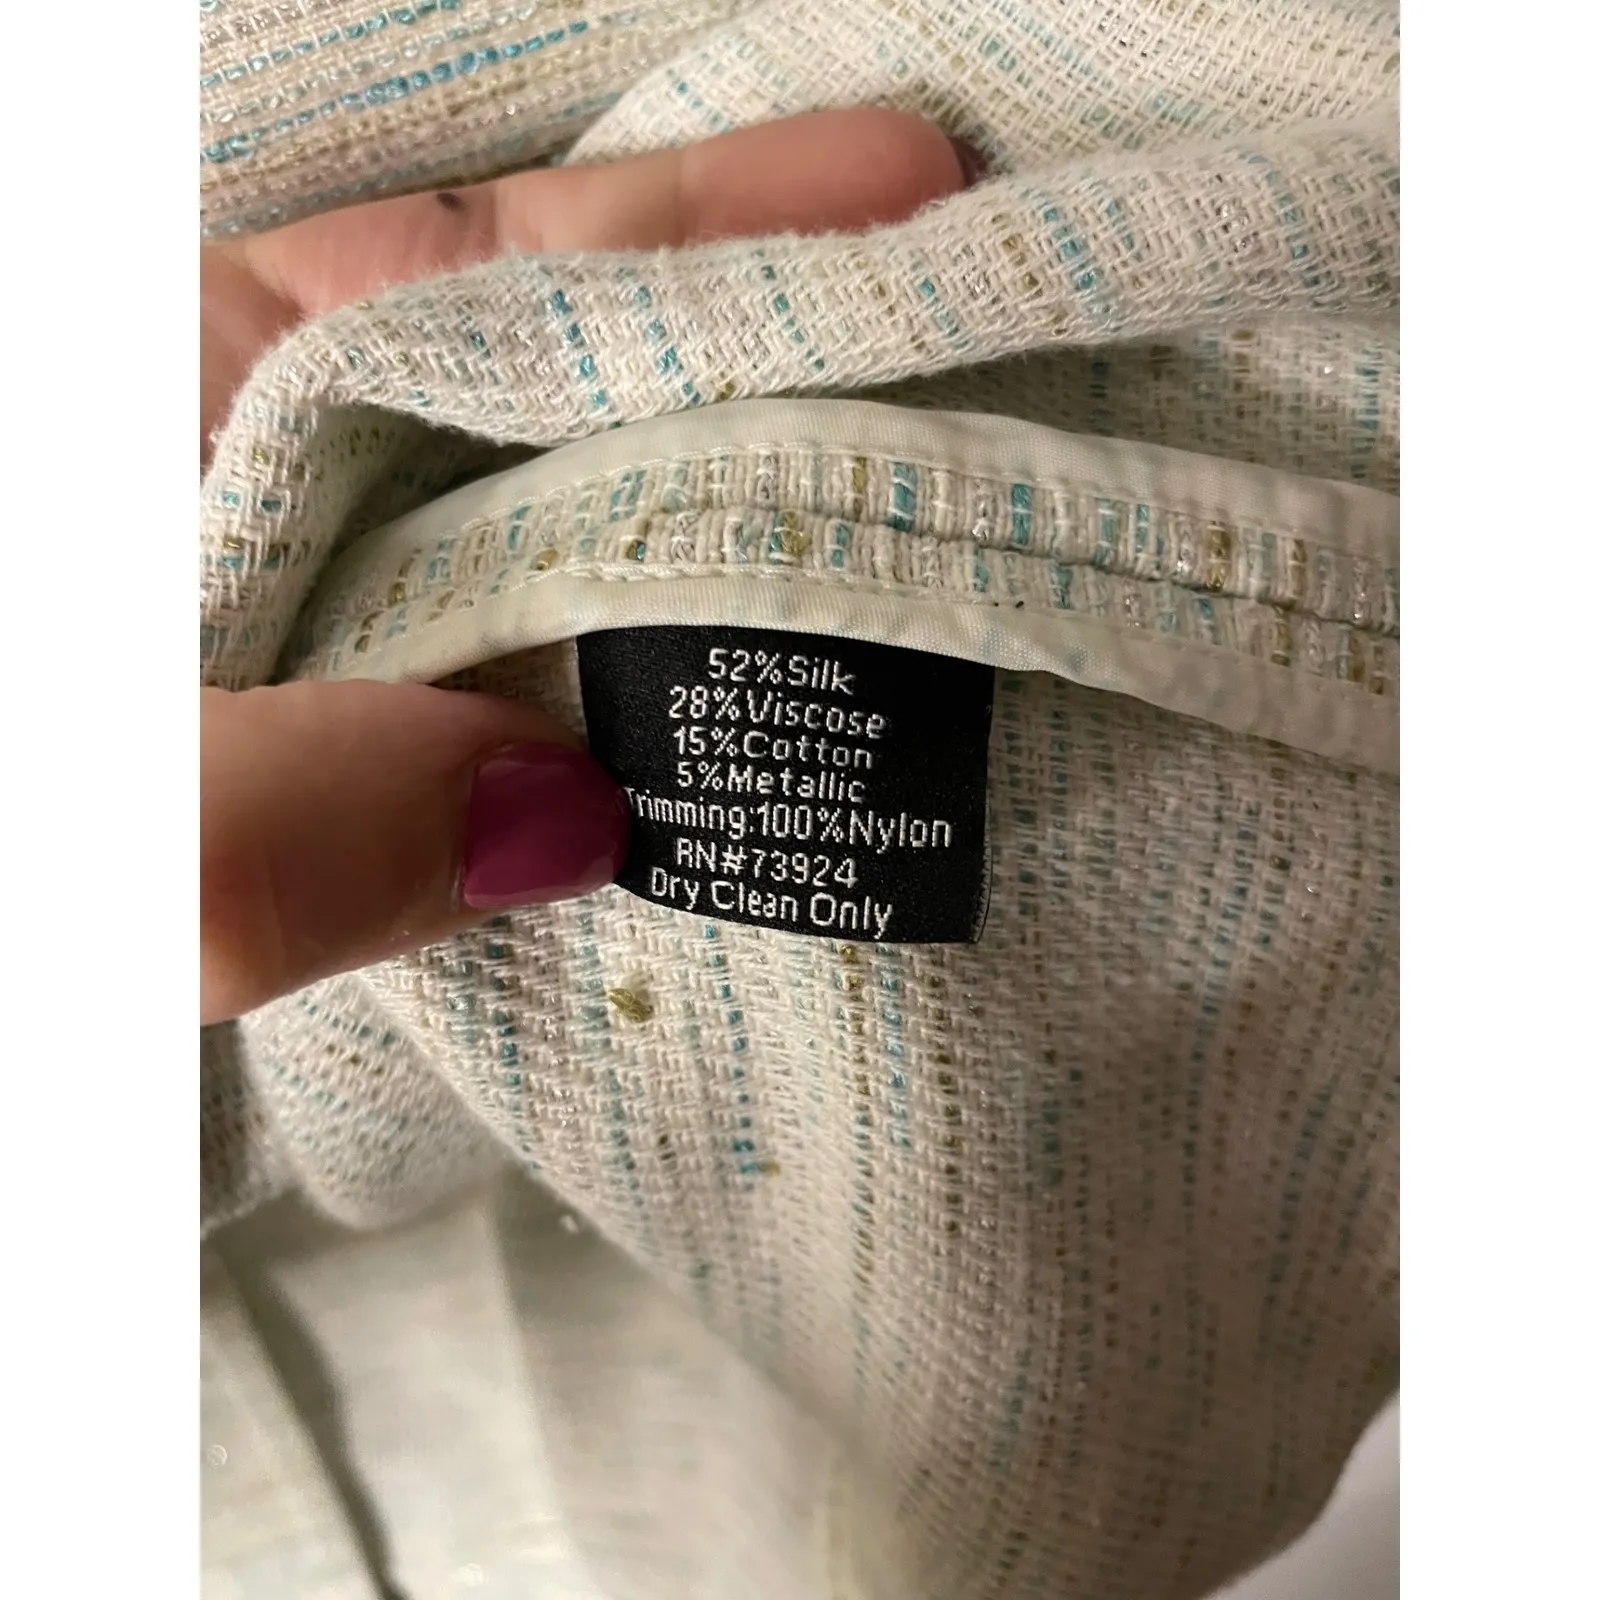 52%Silk
28%Viscose
15%Cotton
5%Metallic
Trimming:100%Nylon
RN#73924
Dry Clean Only